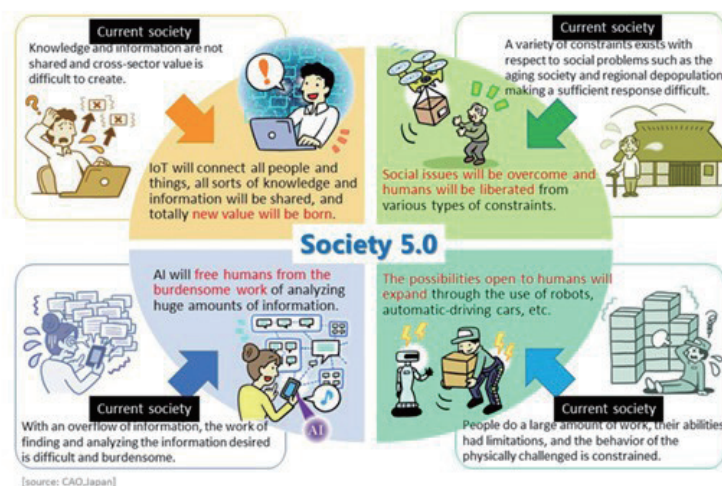 Current society
Knowledge and information are not
shared and cross-sector value is
difficult to create.
IoT will connect all people and
things, all sorts of knowledge and
information will be shared, and
totally new value will be born.
Current society
A variety of constraints exists with
respect to social problems such as the
aging society and regional depopulation
making a sufficient response difficult.
Social issues will be overcome and
humans will be liberated from
various types of constraints.
Society 5.0
AI will free humans from the
burdensome work of analyzing
huge amounts of information.
AI
Current society
With an overflow of information, the work of
finding and analyzing the information desired
is difficult and burdensome.
The possibilities open to humans will
expand through the use of robots,
automatic-driving cars, etc.
Current society
People do a large amount of work, their abilities
had limitations, and the behavior of the
physically challenged is constrained.
[source: CAO,Japan]